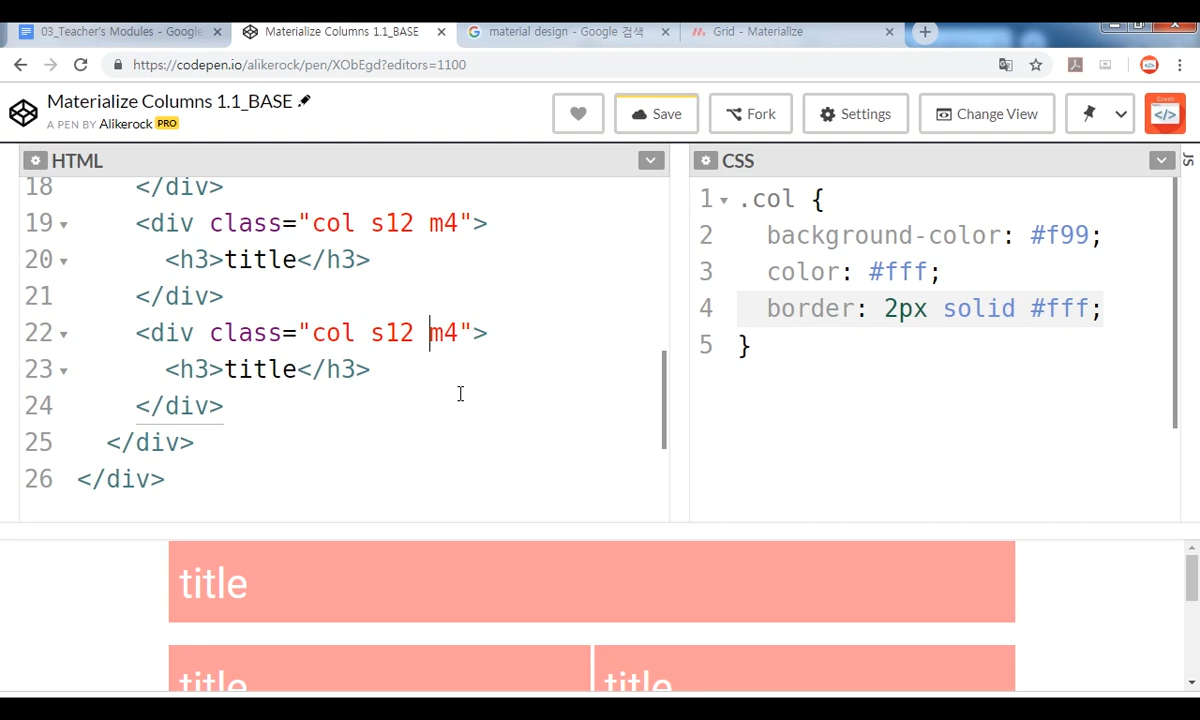 03_Teacher's Modules - Google
Materialize Columns 1.1_BASE
material design - Google 검색
Grid - Materialize
https://codepen.io/alikerock/pen/XObEgd?editors=1100
Materialize Columns 1.1_BASE
A PEN BY Alikerock PRO
Save
Fork
Settings
Change View
HTML
18 </div>
19 <div class="col s12 m4">
20 <h3>title</h3>
21 </div>
22 <div class="col s12 m4">
23 <h3>title</h3>
24 </div>
25 </div>
26 </div>
CSS
1 .col {
2 background-color: #f99;
3 color: #fff;
4 border: 2px solid #fff;
5 }
JS
title
title
title